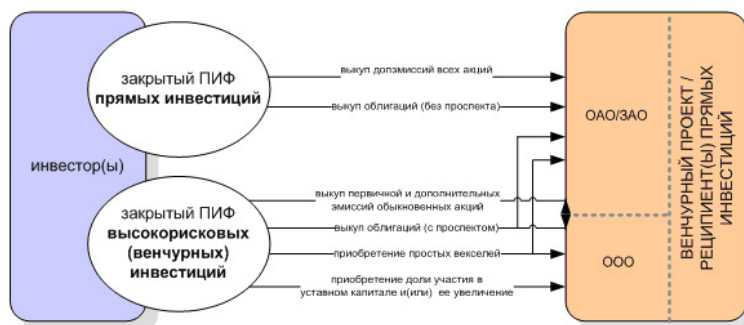 инвестор(ы)
закрытый ПИФ
прямых инвестиций
закрытый ПИФ
высокорисковых
(венчурных)
инвестиций
выкуп допэмиссий всех акций
выкуп облигаций (без проспекта)
выкуп первичной и дополнительных
эмиссий обыкновенных акций
выкуп облигаций (с проспектом)
приобретение простых векселей
приобретение доли участия в
уставном капитале и(или) ее увеличение
ОАО/ЗАО
ООО
ВЕНЧУРНЫЙ ПРОЕКТ /
РЕЦИПИЕНТ(Ы) ПРЯМЫХ
ИНВЕСТИЦИЙ